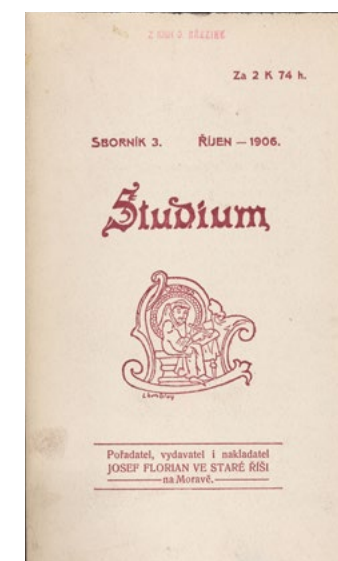 Za 2 K 74 h.
SBORNÍK 3. ŘÍJEN — 1906.
Studium
Pořadatel, vydavatel i nakladatel
JOSEF FLORIAN VE STARÉ ŘÍŠI
na Moravě.